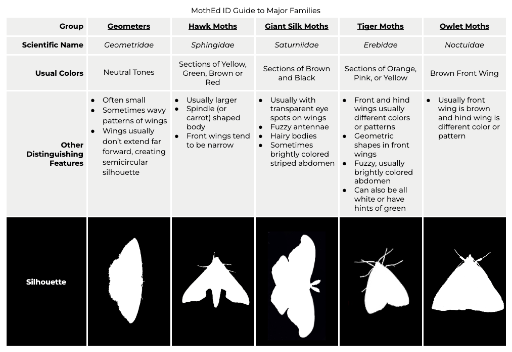 MothEd ID Guide to Major Families
Group
Geometers
Hawk Moths
Giant Silk Moths
Tiger Moths
Owlet Moths
Scientific Name
Geometridae
Sphingidae
Saturniidae
Erebidae
Noctuidae
Usual Colors
Neutral Tones
Sections of Yellow,
Green, Brown or
Red
Sections of Brown
and Black
Sections of Orange,
Pink, or Yellow
Brown Front Wing
Other
Distinguishing
Features
● Often small
● Sometimes wavy
patterns of wings
● Wings usually
don't extend far
forward, creating
semicircular
silhouette
● Usually larger
● Spindle (or
carrot) shaped
body
● Front wings tend
to be narrow
● Usually with
transparent eye
spots on wings
● Fuzzy antennae
● Hairy bodies
● Sometimes
brightly colored
striped abdomen
● Front and hind
wings usually
different colors
or patterns
● Geometric
shapes in front
wings
● Fuzzy, usually
brightly colored
abdomen
● Can also be all
white or have
hints of green
● Usually front
wing is brown
and hind wing is
different color or
pattern
Silhouette